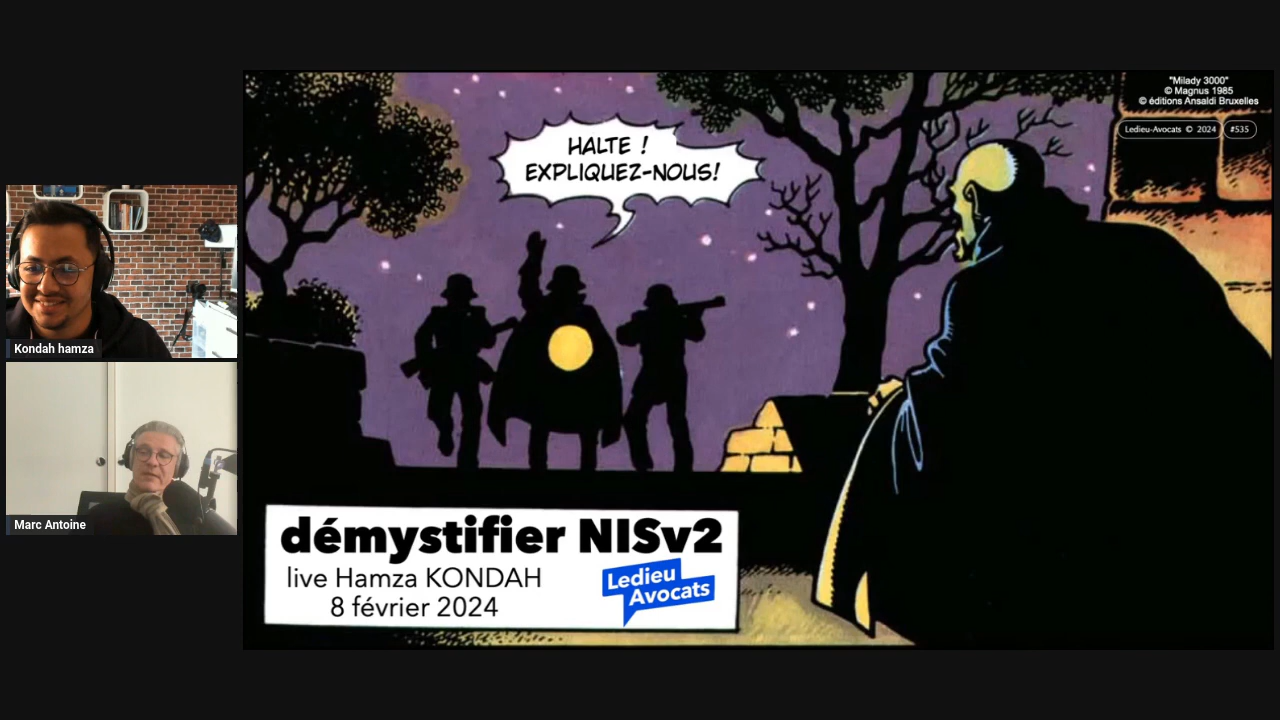 "Milady 3000"
© Magnus 1985
© éditions Ansaldi Bruxelles
Ledieu-Avocats © 2024 #535
HALTE !
EXPLIQUEZ-NOUS!
Kondah hamza
Marc Antoine
démystifier NISv2
live Hamza KONDAH
8 février 2024
Ledieu
Avocats